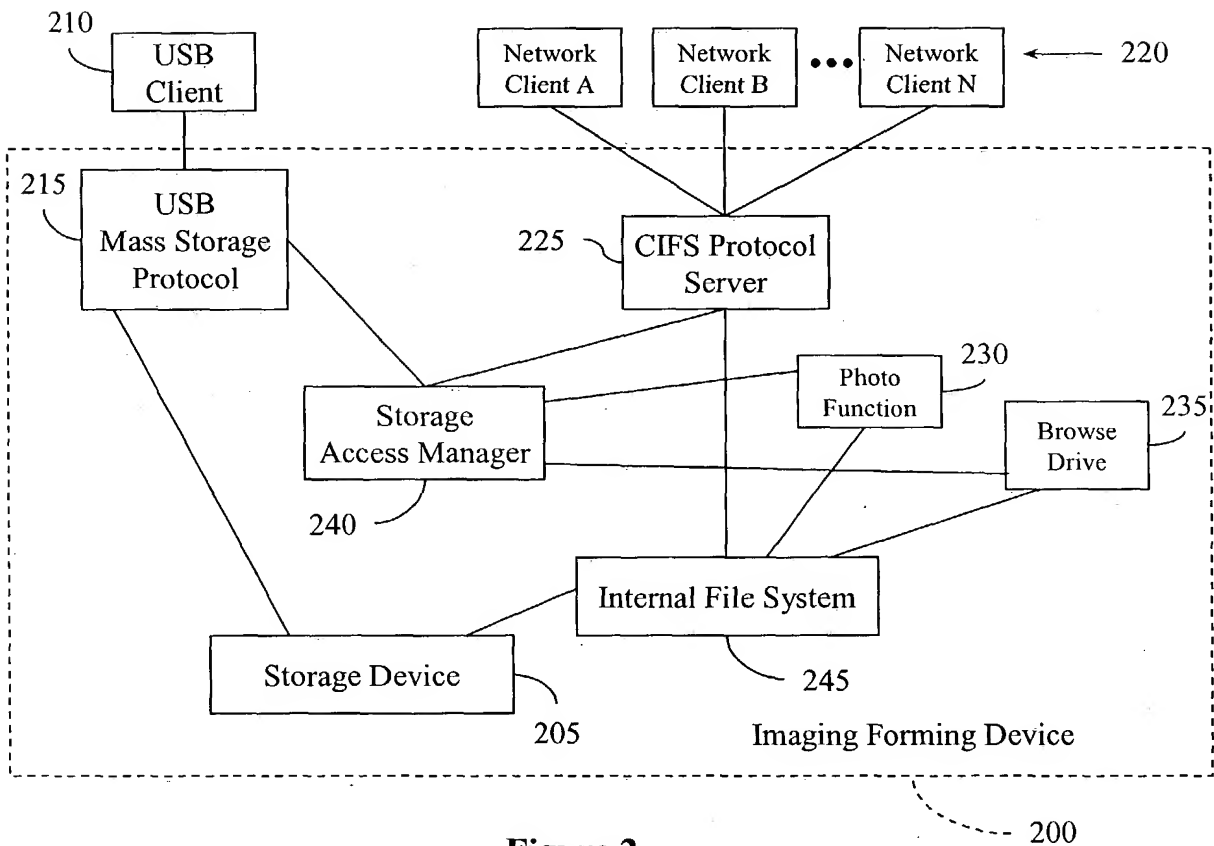 210
USB
Client
Network
Client A
Network
Client B
•••
Network
Client N
220
215
USB
Mass Storage
Protocol
225
CIFS Protocol
Server
230
Photo
Function
235
Browse
Drive
Storage
Access Manager
240
Internal File System
245
Storage Device
205
Imaging Forming Device
200